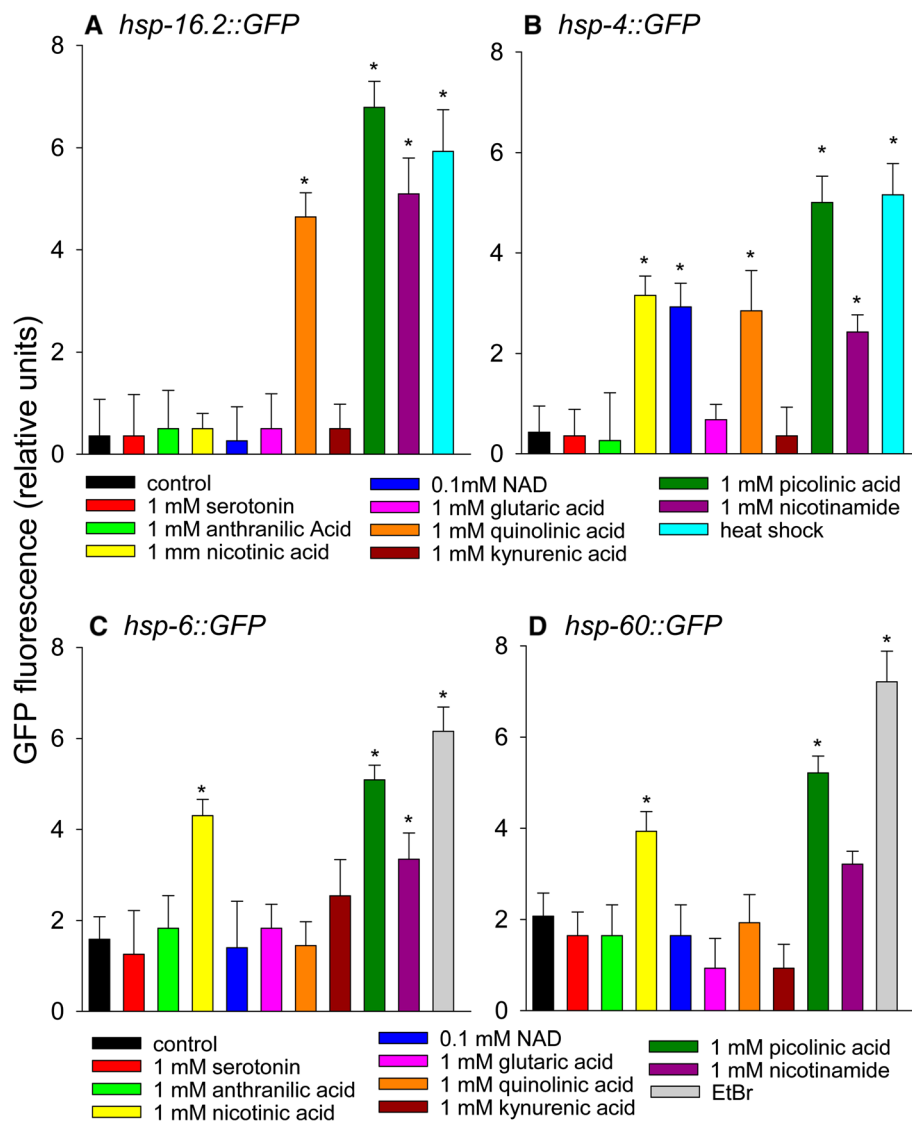 A hsp-16.2::GFP
B hsp-4::GFP
GFP fluorescence (relative units)
8
6
4
2
0
* * * *
8
6
4
2
0
* * * * * *
control
1 mM serotonin
1 mM anthranilic Acid
1 mm nicotinic acid
0.1mM NAD
1 mM glutaric acid
1 mM quinolinic acid
1 mM kynurenic acid
1 mM picolinic acid
1 mM nicotinamide
heat shock
C hsp-6::GFP
D hsp-60::GFP
8
6
4
2
0
* * * *
8
6
4
2
0
* * *
control
1 mM serotonin
1 mM anthranilic acid
1 mM nicotinic acid
0.1 mM NAD
1 mM glutaric acid
1 mM quinolinic acid
1 mM kynurenic acid
1 mM picolinic acid
1 mM nicotinamide
EtBr